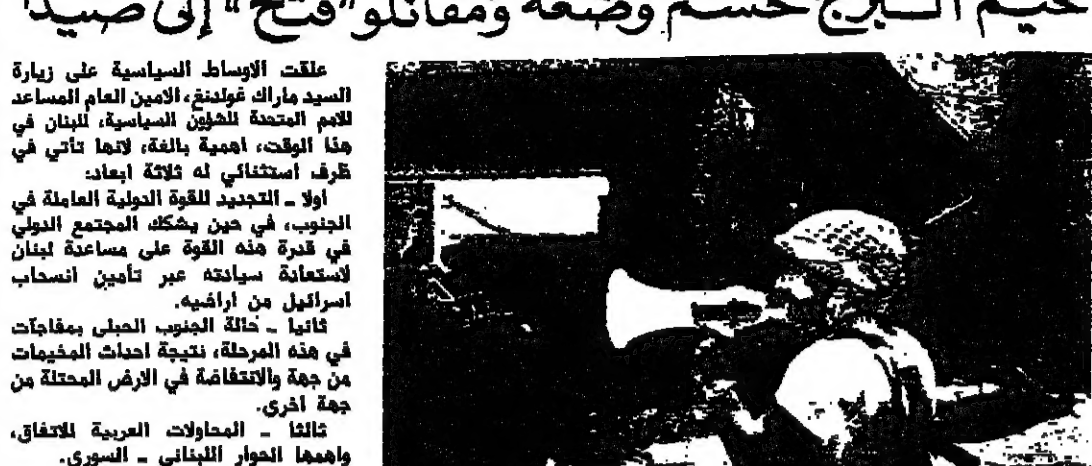 مخيم البرج حسم وضعه ومقاتلو "فتح" إلى صيدا
علقت الاوساط السياسية على زيارة
السيد ماراك غولدنغ، الامين العام المساعد
للامم المتحدة للشؤون السياسية، للبنان في
هذا الوقت، اهمية بالغة، لانها تأتي في
ظرف استثنائي له ثلاثة ابعاد:
اولا ـ التجديد للقوة الدولية العاملة في
الجنوب، في حين يشكك المجتمع الدولي
في قدرة هذه القوة على مساعدة لبنان
لاستعادة سيادته عبر تأمين انسحاب
اسرائيل من اراضيه.
ثانيا ـ حالة الجنوب الحبلى بمفاجآت
في هذه المرحلة، نتيجة احداث المخيمات
من جهة والانتفاضة في الارض المحتلة من
جهة اخرى.
ثالثا ـ المحاولات العربية للاتفاق،
واهمها الحوار اللبناني ـ السوري.